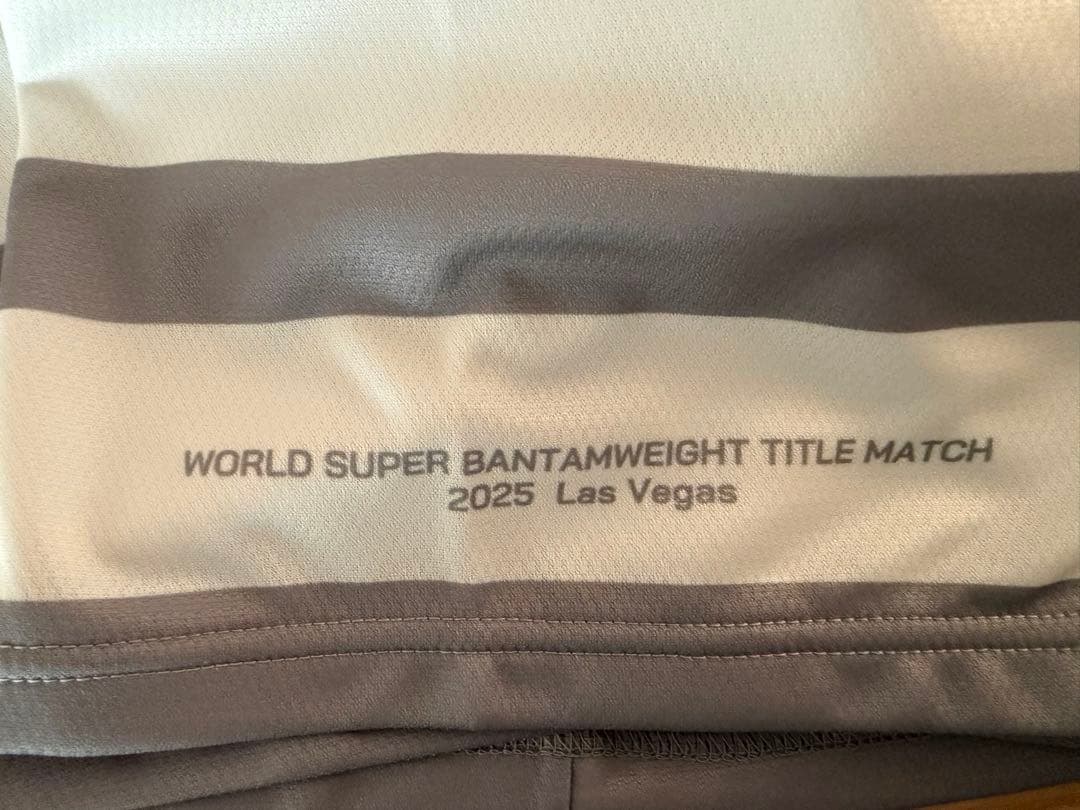 WORLD SUPER BANTAMWEIGHT TITLE MATCH
2025 Las Vegas